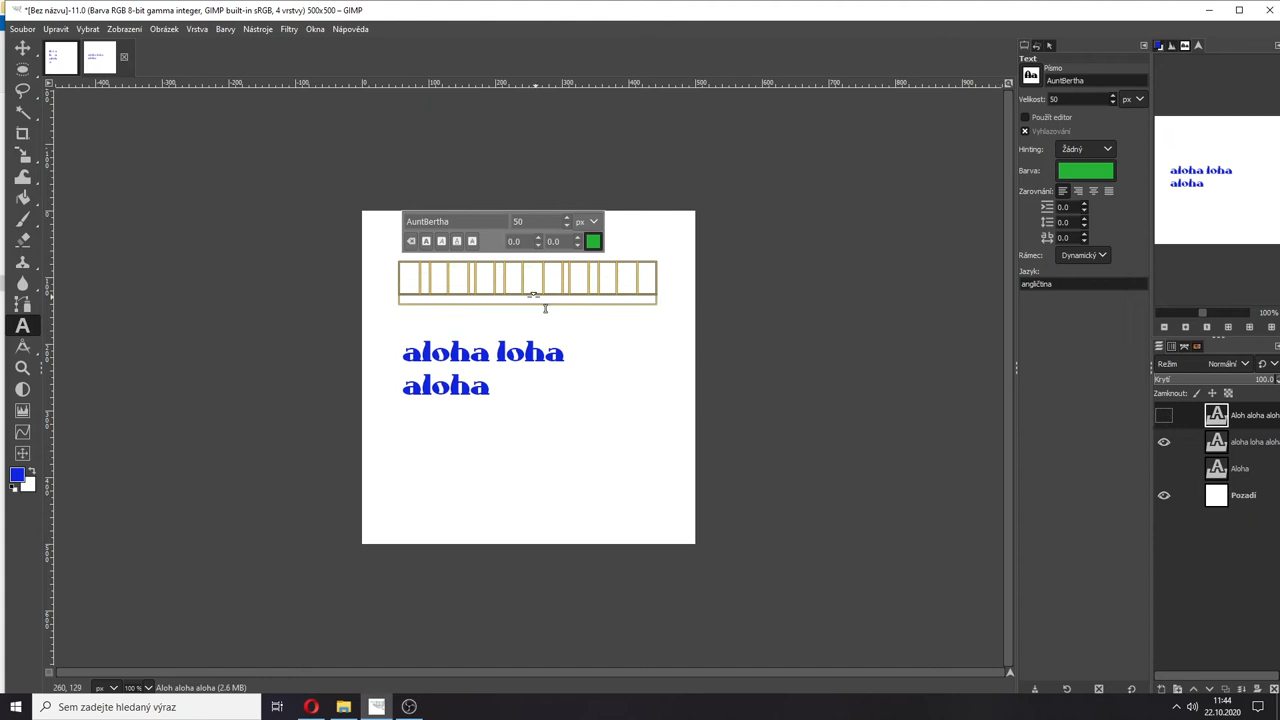 *[Bez názvu]-11.0 (Barva RGB 8-bit gamma integer, GIMP built-in sRGB, 4 vrstvy) 500x500 – GIMP
Soubor Upravit Vybrat Zobrazení Obrázek Vrstva Barvy Nástroje Filtry Okna Nápověda
Text
Písmo
AuntBertha
Velikost: 50 px
Použít editor
Vyhlazování
Hinting: Žádný
Barva:
Zarovnání:
0.0
0.0
0.0
Rámec: Dynamický
Jazyk:
angličtina
AuntBertha 50 px
0.0 0.0
aloha loha
aloha
aloha loha
aloha
100%
Režim Normální
Krytí 100.0
Zamknout:
Aloh aloha aloh
aloha loha aloh
Aloha
Pozadí
260, 129 px 100 % Aloh aloha aloha (2.6 MB)
Sem zadejte hledaný výraz
11:44
22.10.2020